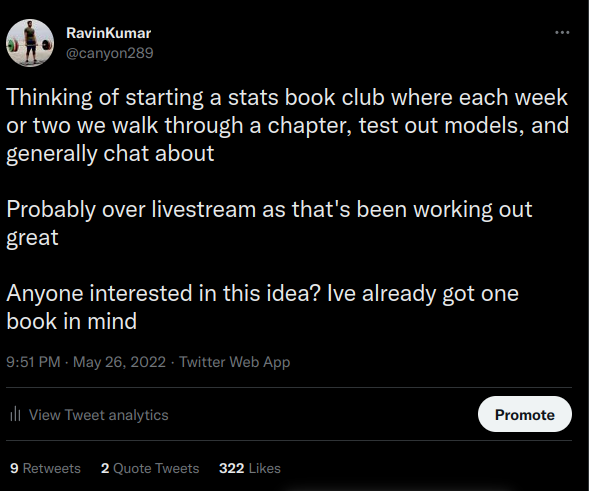 RavinKumar
@canyon289
Thinking of starting a stats book club where each week
or two we walk through a chapter, test out models, and
generally chat about
Probably over livestream as that's been working out
great
Anyone interested in this idea? Ive already got one
book in mind
9:51 PM · May 26, 2022 · Twitter Web App
View Tweet analytics
Promote
9 Retweets 2 Quote Tweets 322 Likes